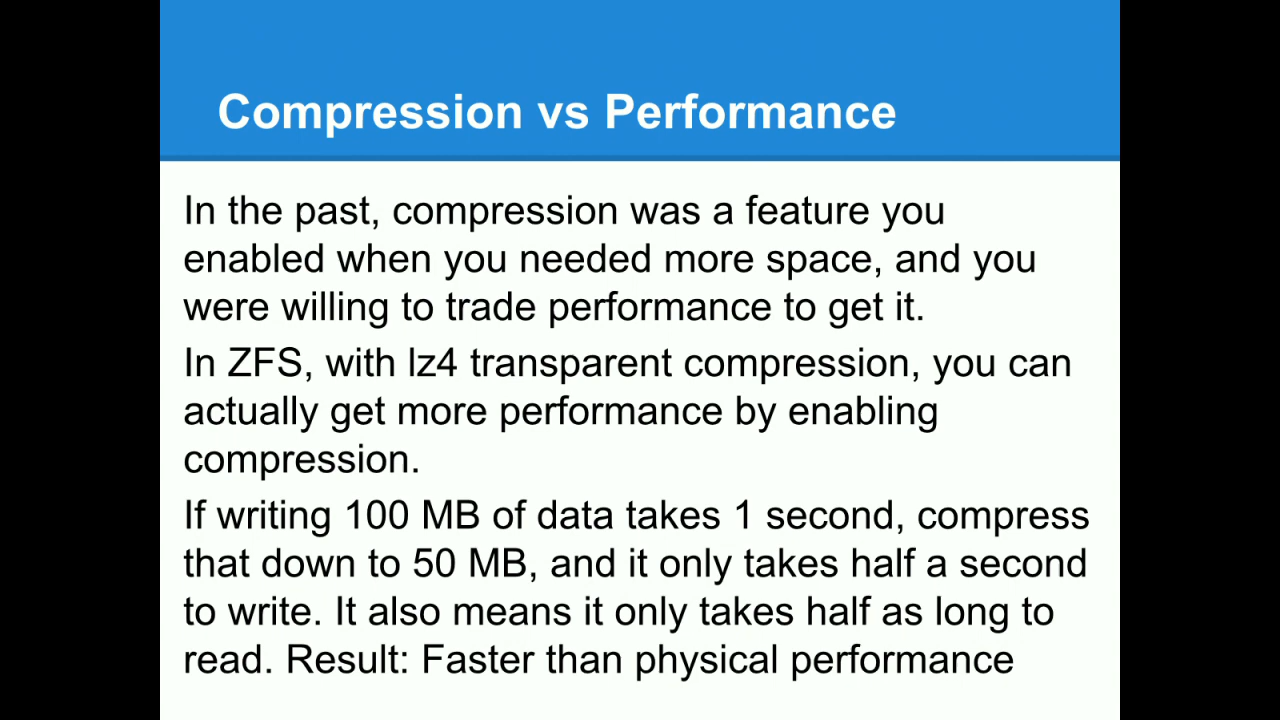 Compression vs Performance
In the past, compression was a feature you
enabled when you needed more space, and you
were willing to trade performance to get it.
In ZFS, with lz4 transparent compression, you can
actually get more performance by enabling
compression.
If writing 100 MB of data takes 1 second, compress
that down to 50 MB, and it only takes half a second
to write. It also means it only takes half as long to
read. Result: Faster than physical performance